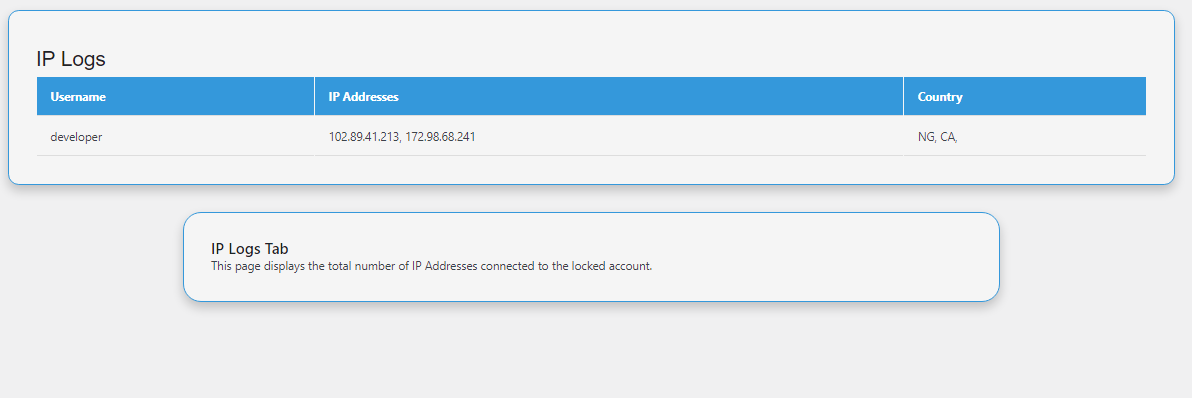 IP Logs
Username IP Addresses Country
developer 102.89.41.213, 172.98.68.241 NG, CA,
IP Logs Tab
This page displays the total number of IP Addresses connected to the locked account.